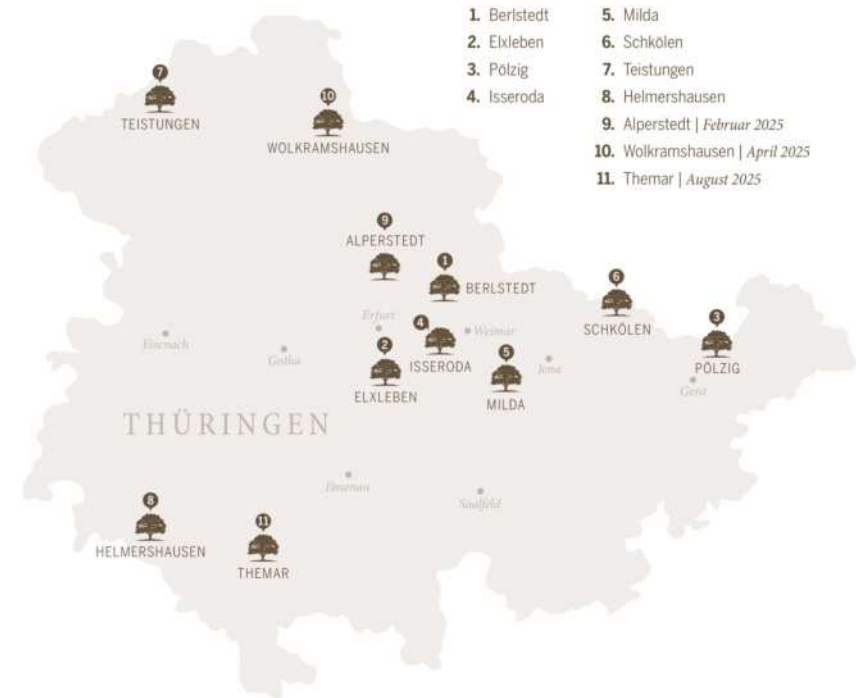 1. Berlstedt
2. Elxleben
3. Pölzig
4. Isseroda
5. Milda
6. Schkölen
7. Teistungen
8. Helmershausen
9. Alperstedt | Februar 2025
10. Wolkramshausen | April 2025
11. Themar | August 2025
7
TEISTUNGEN
10
WOLKRAMSHAUSEN
9
ALPERSTEDT
1
BERLSTEDT
6
SCHKÖLEN
3
PÖLZIG
Erfurt
4
Weimar
ISSERODA
Eisenach
Gotha
2
ELXLEBEN
5
MILDA
Jena
Gera
THÜRINGEN
Ilmenau
Saalfeld
8
HELMERSHAUSEN
11
THEMAR